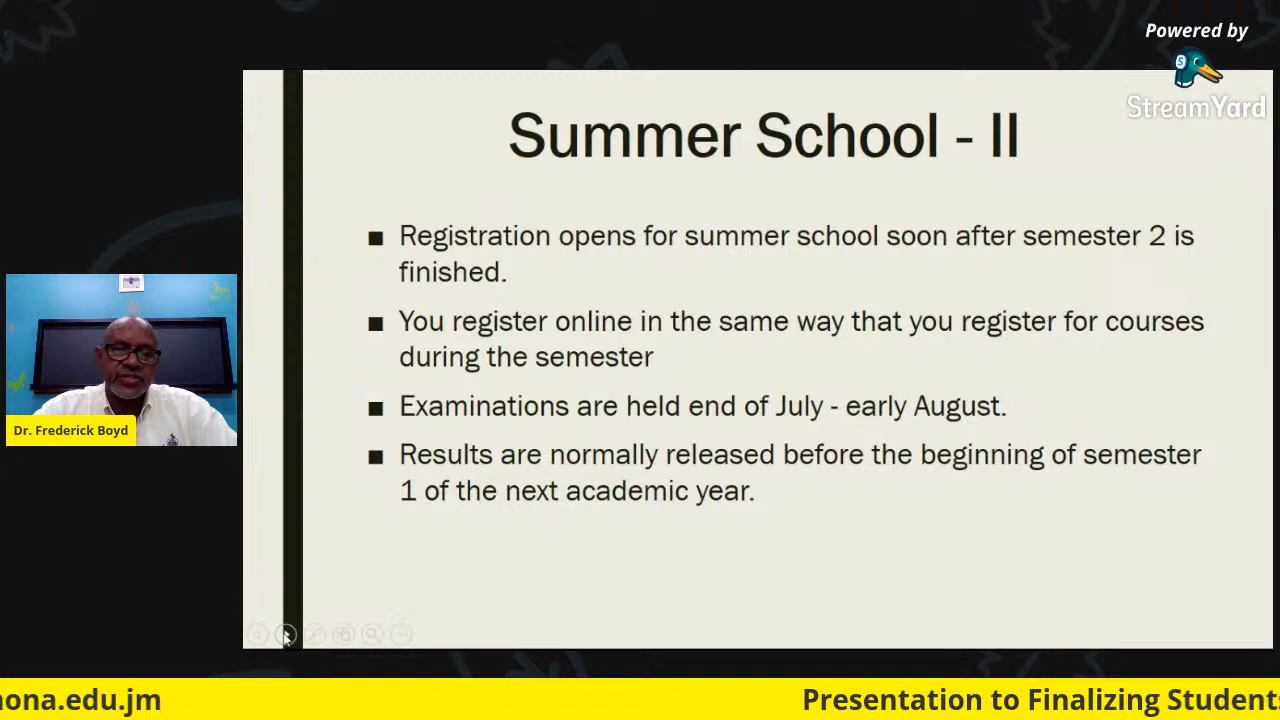 Powered by
StreamYard
Summer School - II
■ Registration opens for summer school soon after semester 2 is
finished.
■ You register online in the same way that you register for courses
during the semester
■ Examinations are held end of July - early August.
■ Results are normally released before the beginning of semester
1 of the next academic year.
Dr. Frederick Boyd
ona.edu.jm
Presentation to Finalizing Students